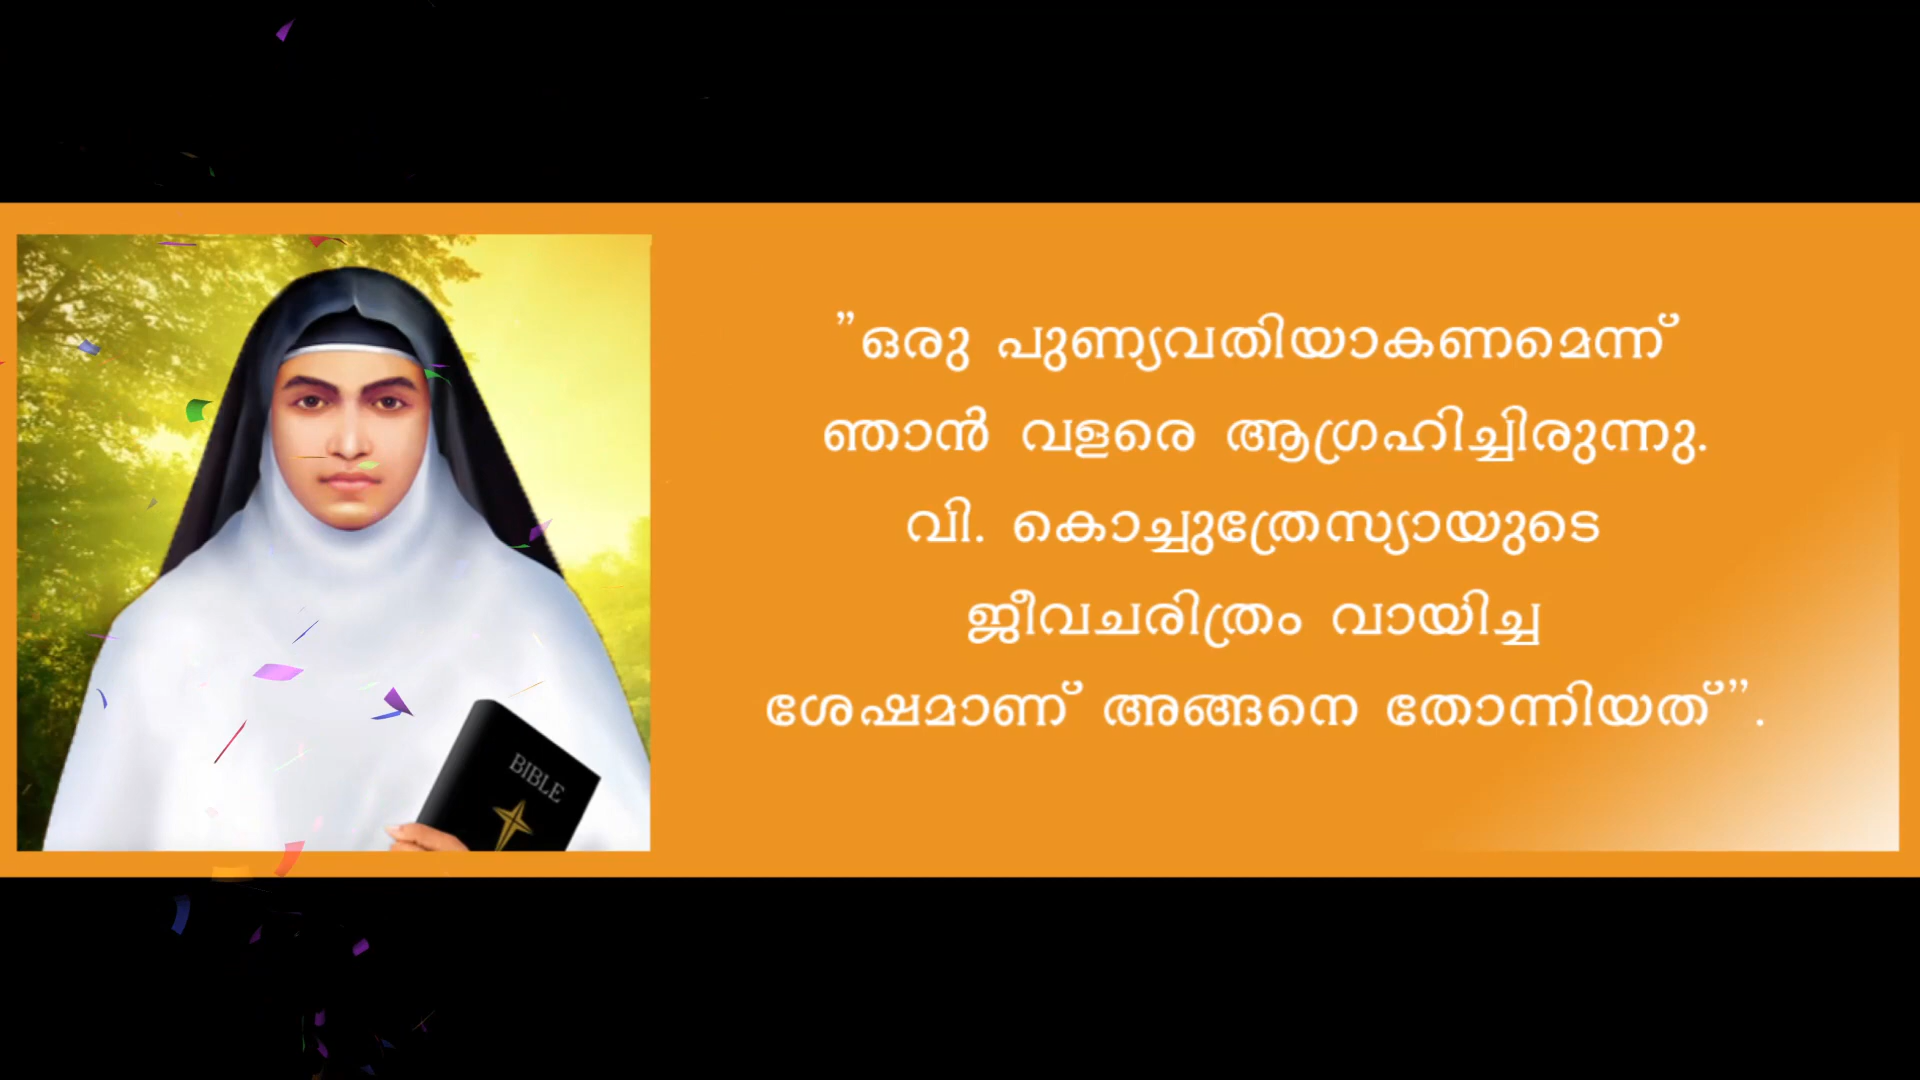 ”ഒരു പുണ്യവതിയാകണമെന്ന്
ഞാൻ വളരെ ആഗ്രഹിച്ചിരുന്നു.
വി. കൊച്ചുത്രേസ്യായുടെ
ജീവചരിത്രം വായിച്ച
ശേഷമാണ് അങ്ങനെ തോന്നിയത്”.
BIBLE